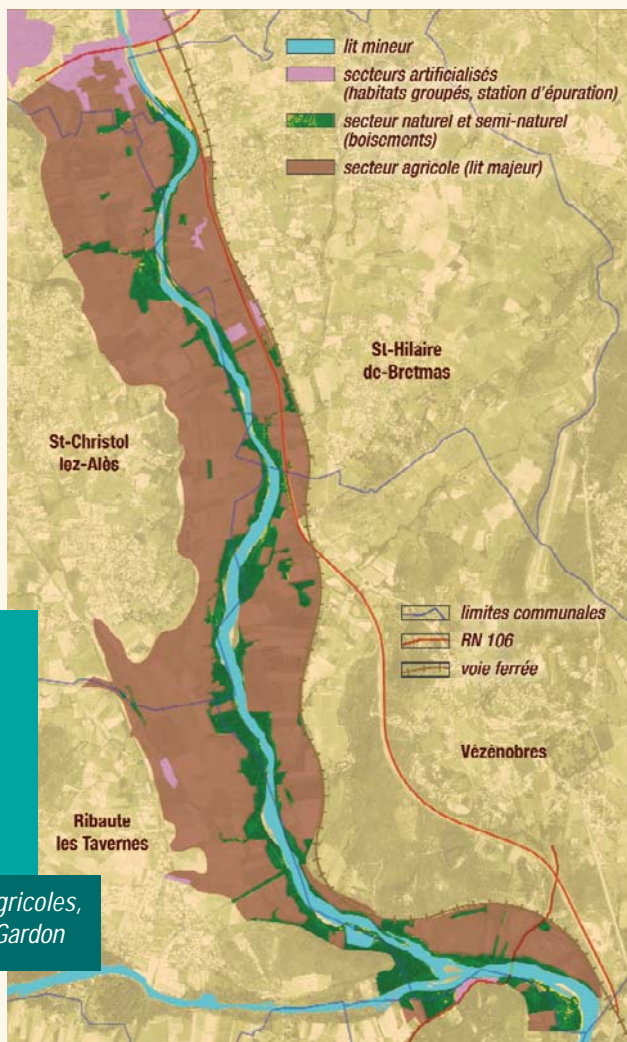 lit mineur
secteurs artificialisés
(habitats groupés, station d'épuration)
secteur naturel et semi-naturel
(boisements)
secteur agricole (lit majeur)
St-Hilaire
de-Bretmas
St-Christol
lez-Alès
limites communales
RN 106
voie ferrée
Vézénobres
Ribaute
les Tavernes
gricoles,
Gardon